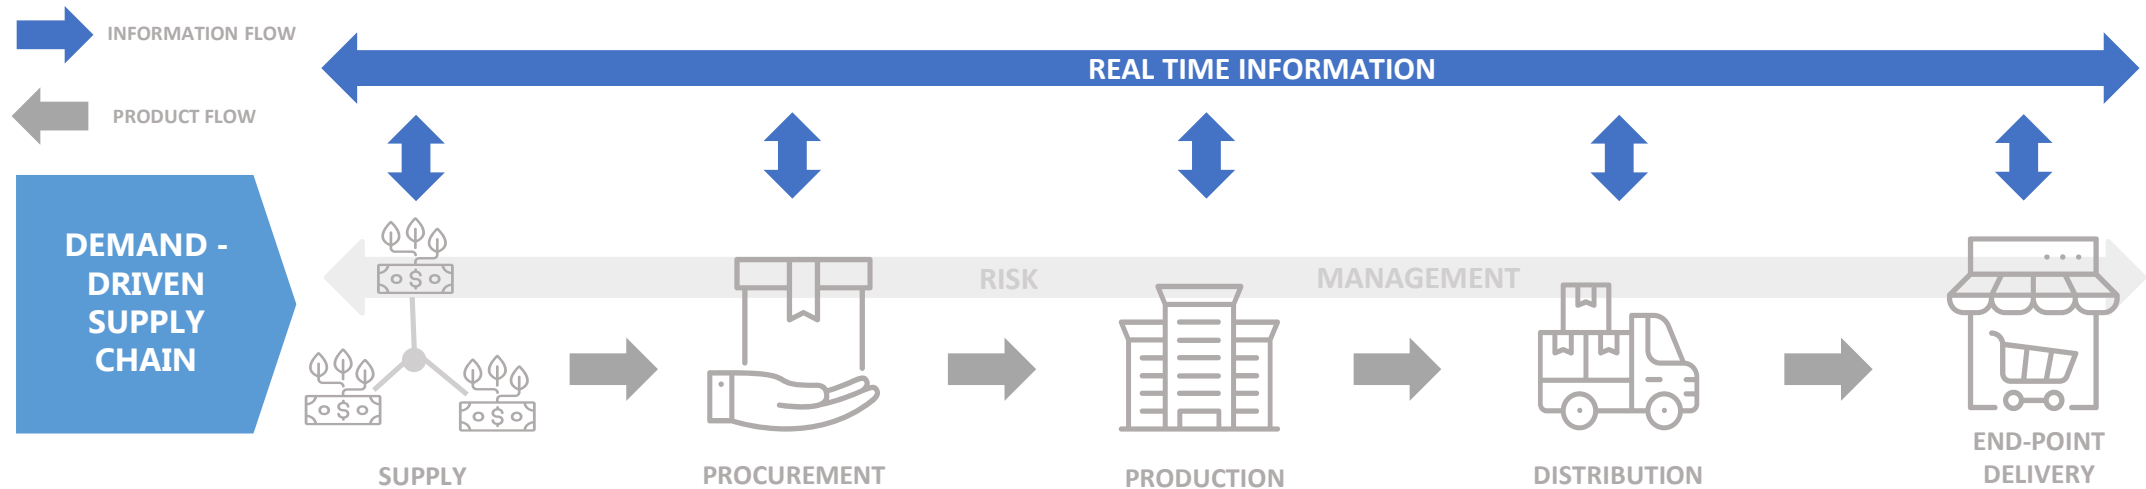 INFORMATION FLOW
REAL TIME INFORMATION
PRODUCT FLOW
DEMAND -
DRIVEN
SUPPLY
CHAIN
RISK MANAGEMENT
$
$
$
SUPPLY
PROCUREMENT
PRODUCTION
DISTRIBUTION
END-POINT
DELIVERY